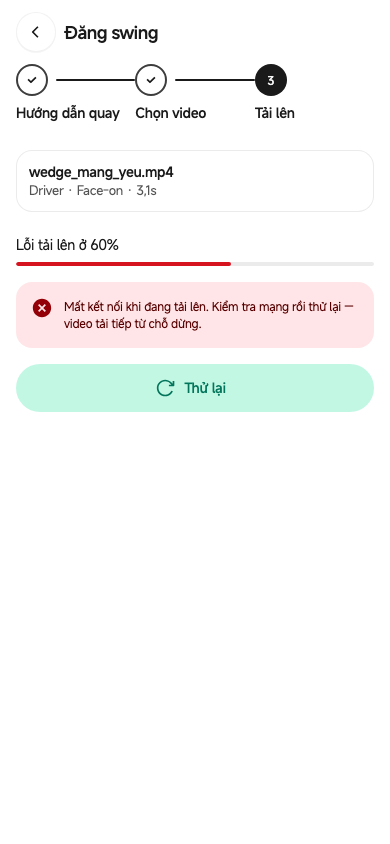 Đăng swing
3
Hướng dẫn quay
Chọn video
Tải lên
wedge_mang_yeu.mp4
Driver · Face-on · 3,1s
Lỗi tải lên ở 60%
Mất kết nối khi đang tải lên. Kiểm tra mạng rồi thử lại —
video tải tiếp từ chỗ dừng.
Thử lại